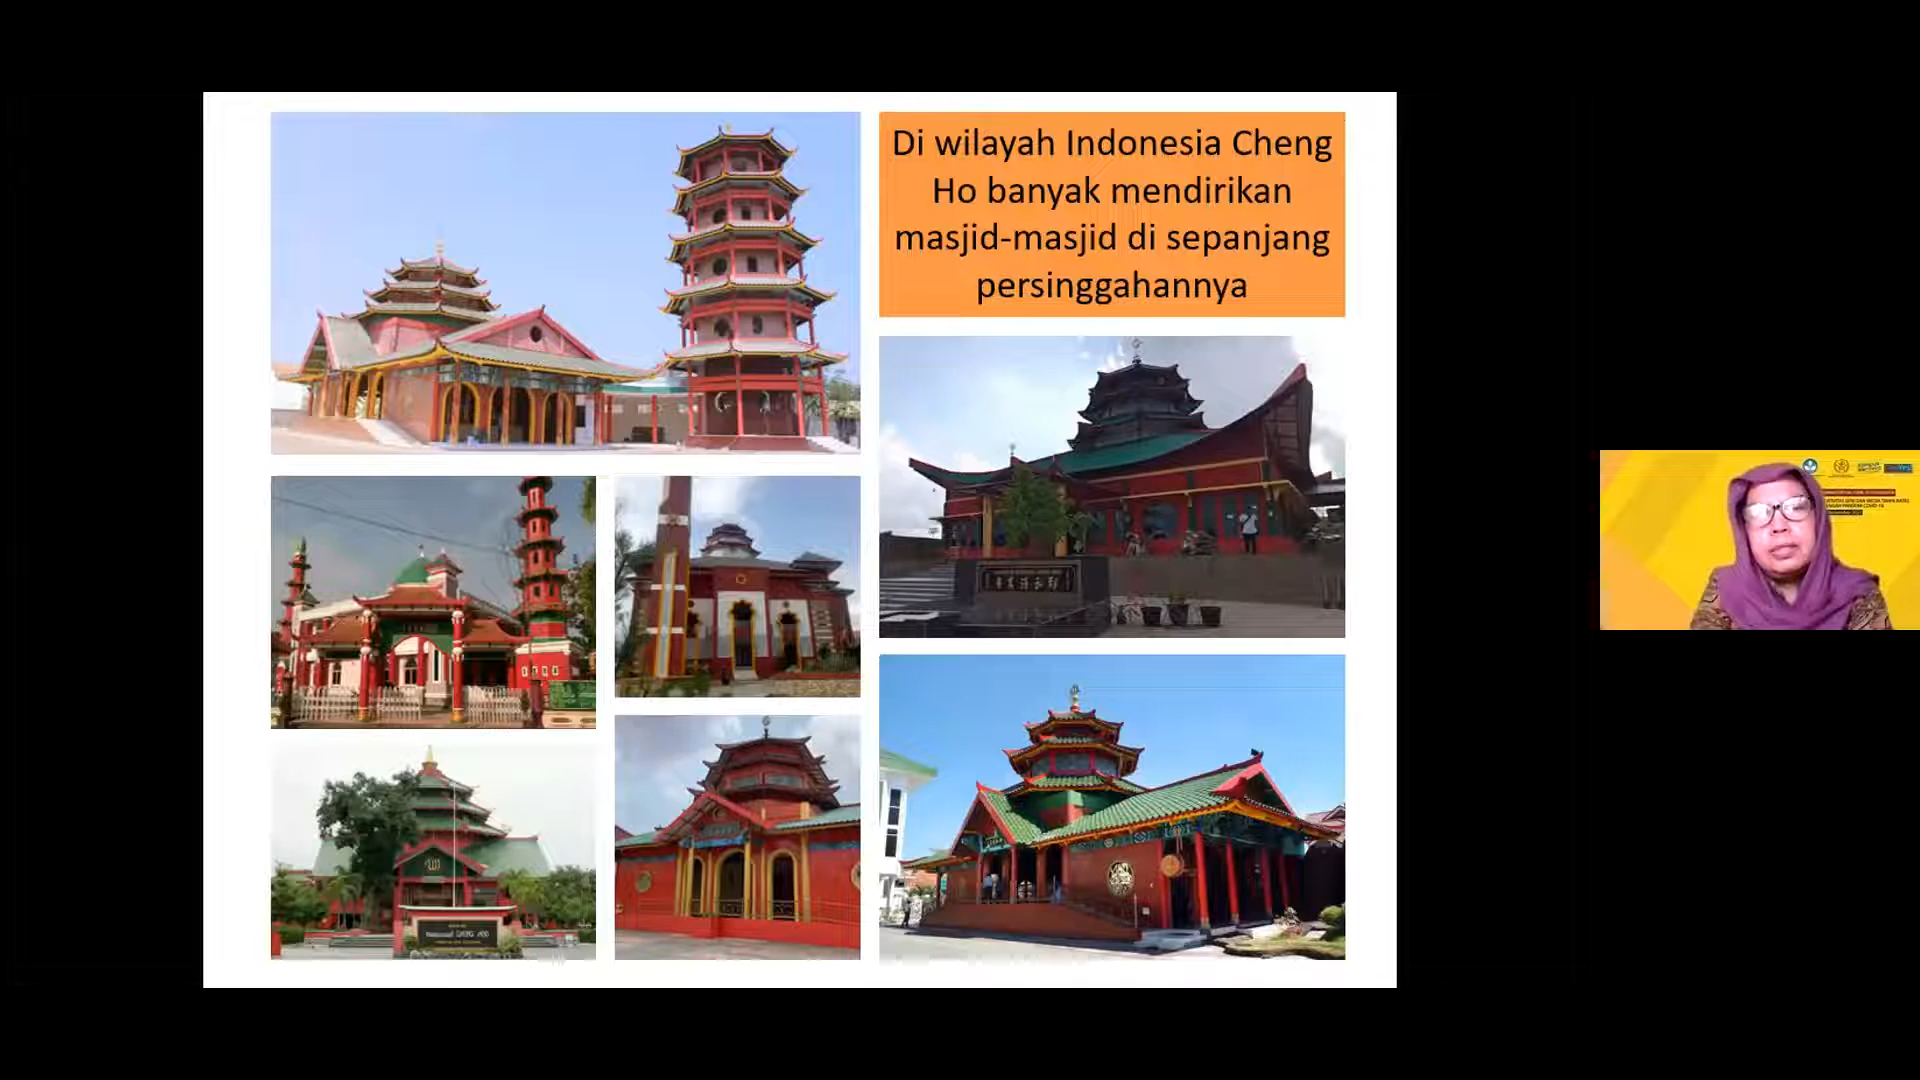 Di wilayah Indonesia Cheng
Ho banyak mendirikan
masjid-masjid di sepanjang
persinggahannya